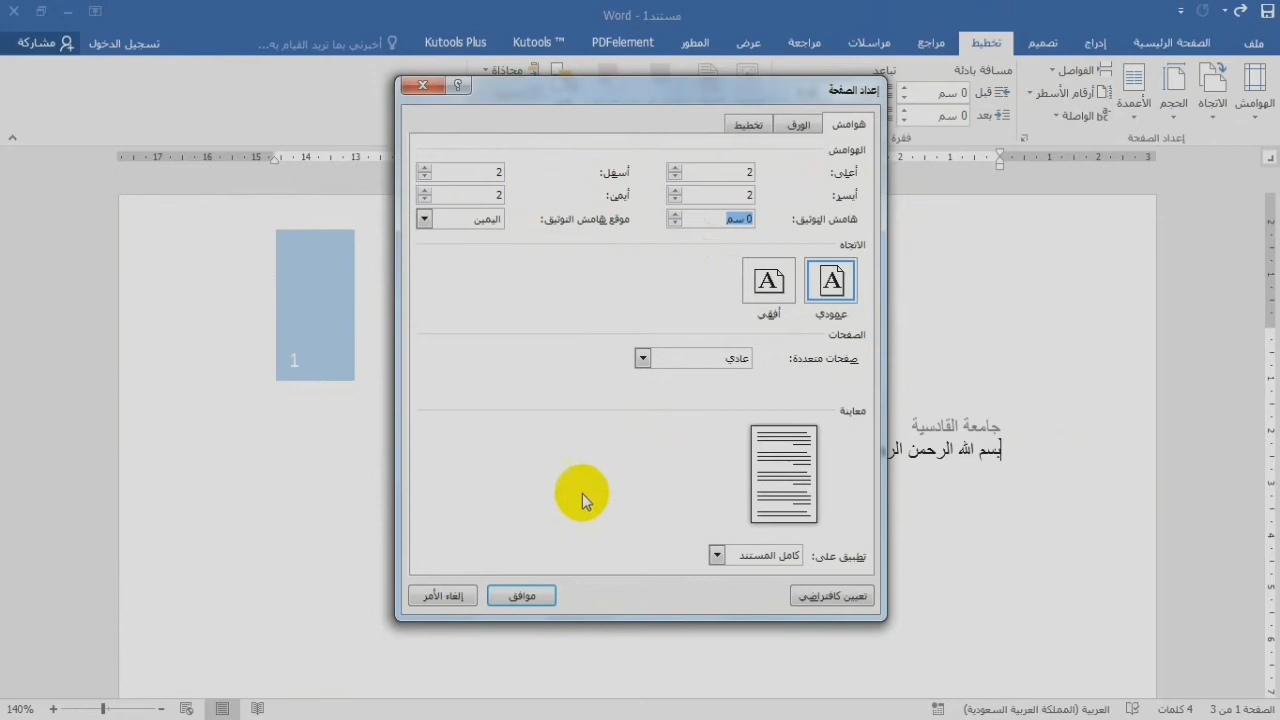 مستند1 - Word
ملف
الصفحة الرئيسية
إدراج
تصميم
تخطيط
مراجع
مراسلات
مراجعة
عرض
المطور
PDFelement
Kutools ™
Kutools Plus
أخبرني بما تريد القيام به...
تسجيل الدخول
مشاركة
الهوامش
الاتجاه
الحجم
الأعمدة
الفواصل
أرقام الأسطر
الواصلة
إعداد الصفحة
مسافة بادئة
تباعد
قبل
0 سم
بعد
0 سم
فقرة
محاذاة
إعداد الصفحة
هوامش
الورق
تخطيط
الهوامش
أعلى: 2
أسفل: 2
أيسر: 2
أيمن: 2
هامش التوثيق: 0 سم
موقع هامش التوثيق: اليمين
الاتجاه
A
A
عمودي
أفقي
الصفحات
صفحات متعددة: عادي
معاينة
تطبيق على: كامل المستند
تعيين كافتراضي
موافق
إلغاء الأمر
1
جامعة القادسية
بسم الله الرحمن الر
الصفحة 1 من 3
4 كلمات
العربية (المملكة العربية السعودية)
140%